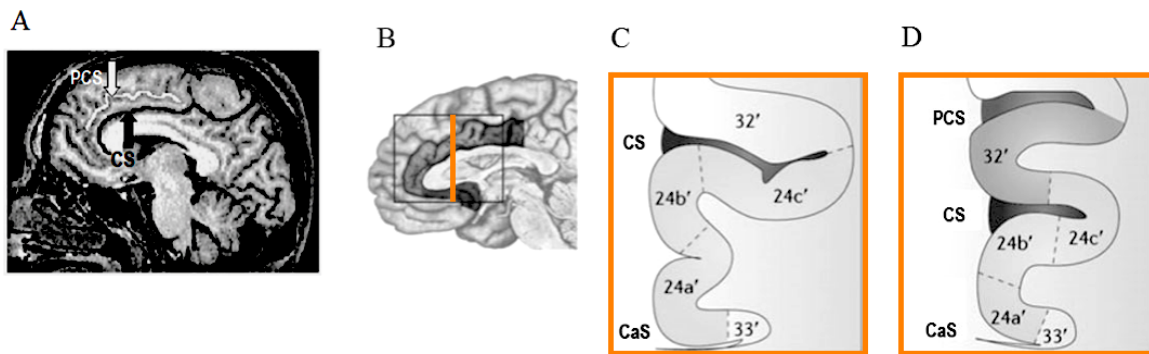 A
PCS
CS
B
C
CS
32′
24b′
24c′
24a′
CaS
33′
D
PCS
32′
CS
24b′
24c′
24a′
CaS
33′